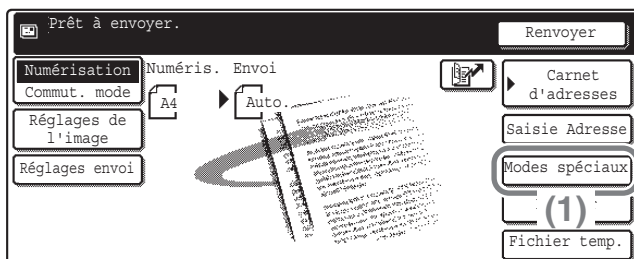 Prêt à envoyer.
Renvoyer
Numérisation
Commut. mode
Numéris. Envoi
A4
Auto.
Carnet
d'adresses
Réglages de
l'image
Saisie Adresse
Réglages envoi
Modes spéciaux
(1)
Fichier temp.